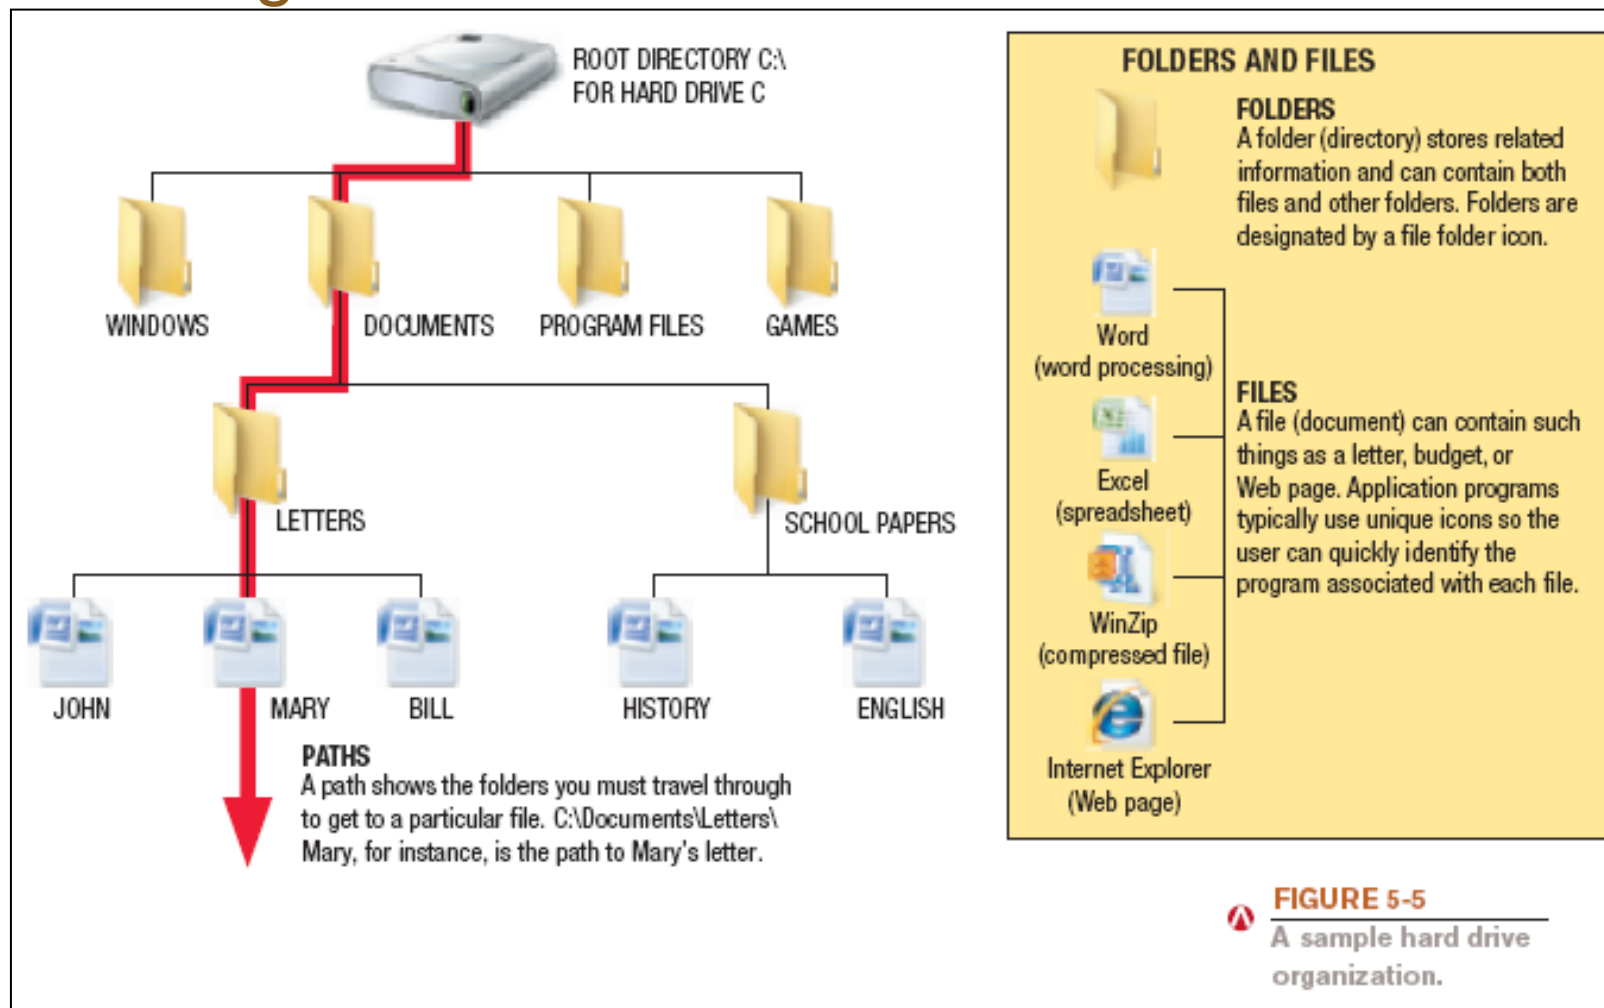 ROOT DIRECTORY C:\
FOR HARD DRIVE C
WINDOWS
DOCUMENTS
PROGRAM FILES
GAMES
LETTERS
SCHOOL PAPERS
JOHN
MARY
BILL
HISTORY
ENGLISH
PATHS
A path shows the folders you must travel through
to get to a particular file. C:\Documents\Letters\
Mary, for instance, is the path to Mary's letter.
FOLDERS AND FILES
FOLDERS
A folder (directory) stores related
information and can contain both
files and other folders. Folders are
designated by a file folder icon.
Word
(word processing)
Excel
(spreadsheet)
WinZip
(compressed file)
Internet Explorer
(Web page)
FILES
A file (document) can contain such
things as a letter, budget, or
Web page. Application programs
typically use unique icons so the
user can quickly identify the
program associated with each file.
FIGURE 5-5
A sample hard drive
organization.